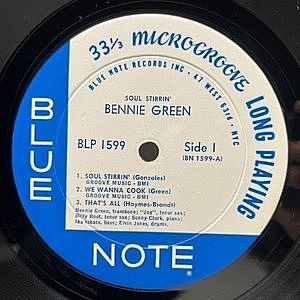 33⅓ MICROGROOVE LONG PLAYING
BLUE NOTE RECORDS INC • 47 WEST 63rd • NYC
SOUL STIRRIN'
BENNIE GREEN
BLP 1599
Side 1
(BN 1599-A)
1. SOUL STIRRIN' (Gonzales)
GROOVE MUSIC - BMI
2. WE WANNA COOK (Green)
GROOVE MUSIC - BMI
3. THAT'S ALL (Haymes-Brandt)
Bennie Green, trombone; "Jug", tenor sax;
Billy Root, tenor sax; Sonny Clark, piano;
Ike Isaacs, bass; Elvin Jones, drums.
BLUE
NOTE
®